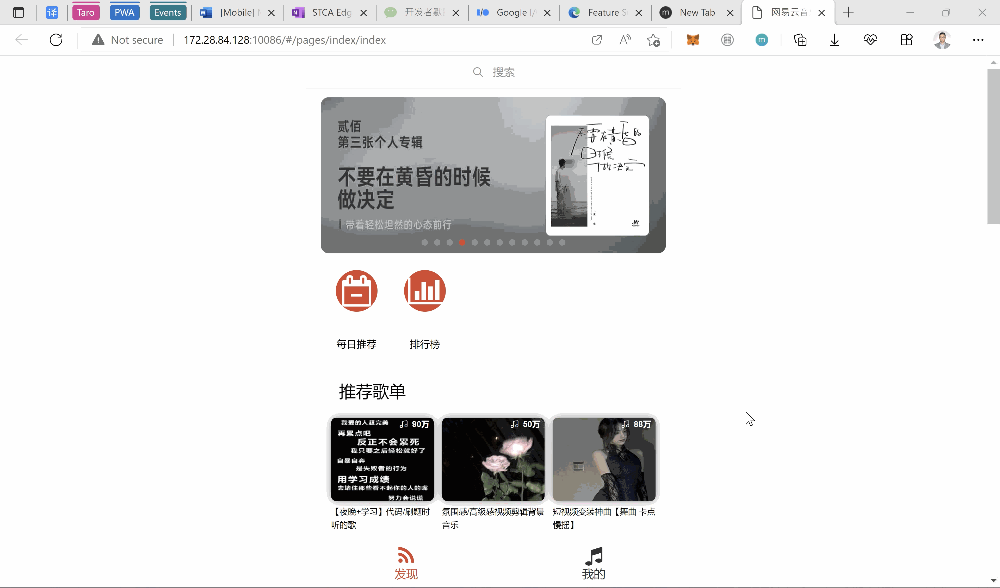 译
Taro
PWA
Events
[Mobile]
STCA Edg
开发者默
Google I/
Feature S
New Tab
网易云音
Not secure
172.28.84.128:10086/#/pages/index/index
搜索
贰佰
第三张个人专辑
不要在黄昏的时候
做决定
带着轻松坦然的心态前行
不要在黄昏的
时候
做决定
每日推荐
排行榜
推荐歌单
90万
我爱的人超完美
再累点吧
反正不会累死
我只要之后轻松就好了
自暴自弃
是失败者的行为
用学习成绩
去堵住那些看不起你的人的嘴
努力会说谎
50万
88万
【夜晚+学习】代码/刷题时
听的歌
氛围感/高级感视频剪辑背景
音乐
短视频变装神曲【舞曲 卡点
慢摇】
发现
我的